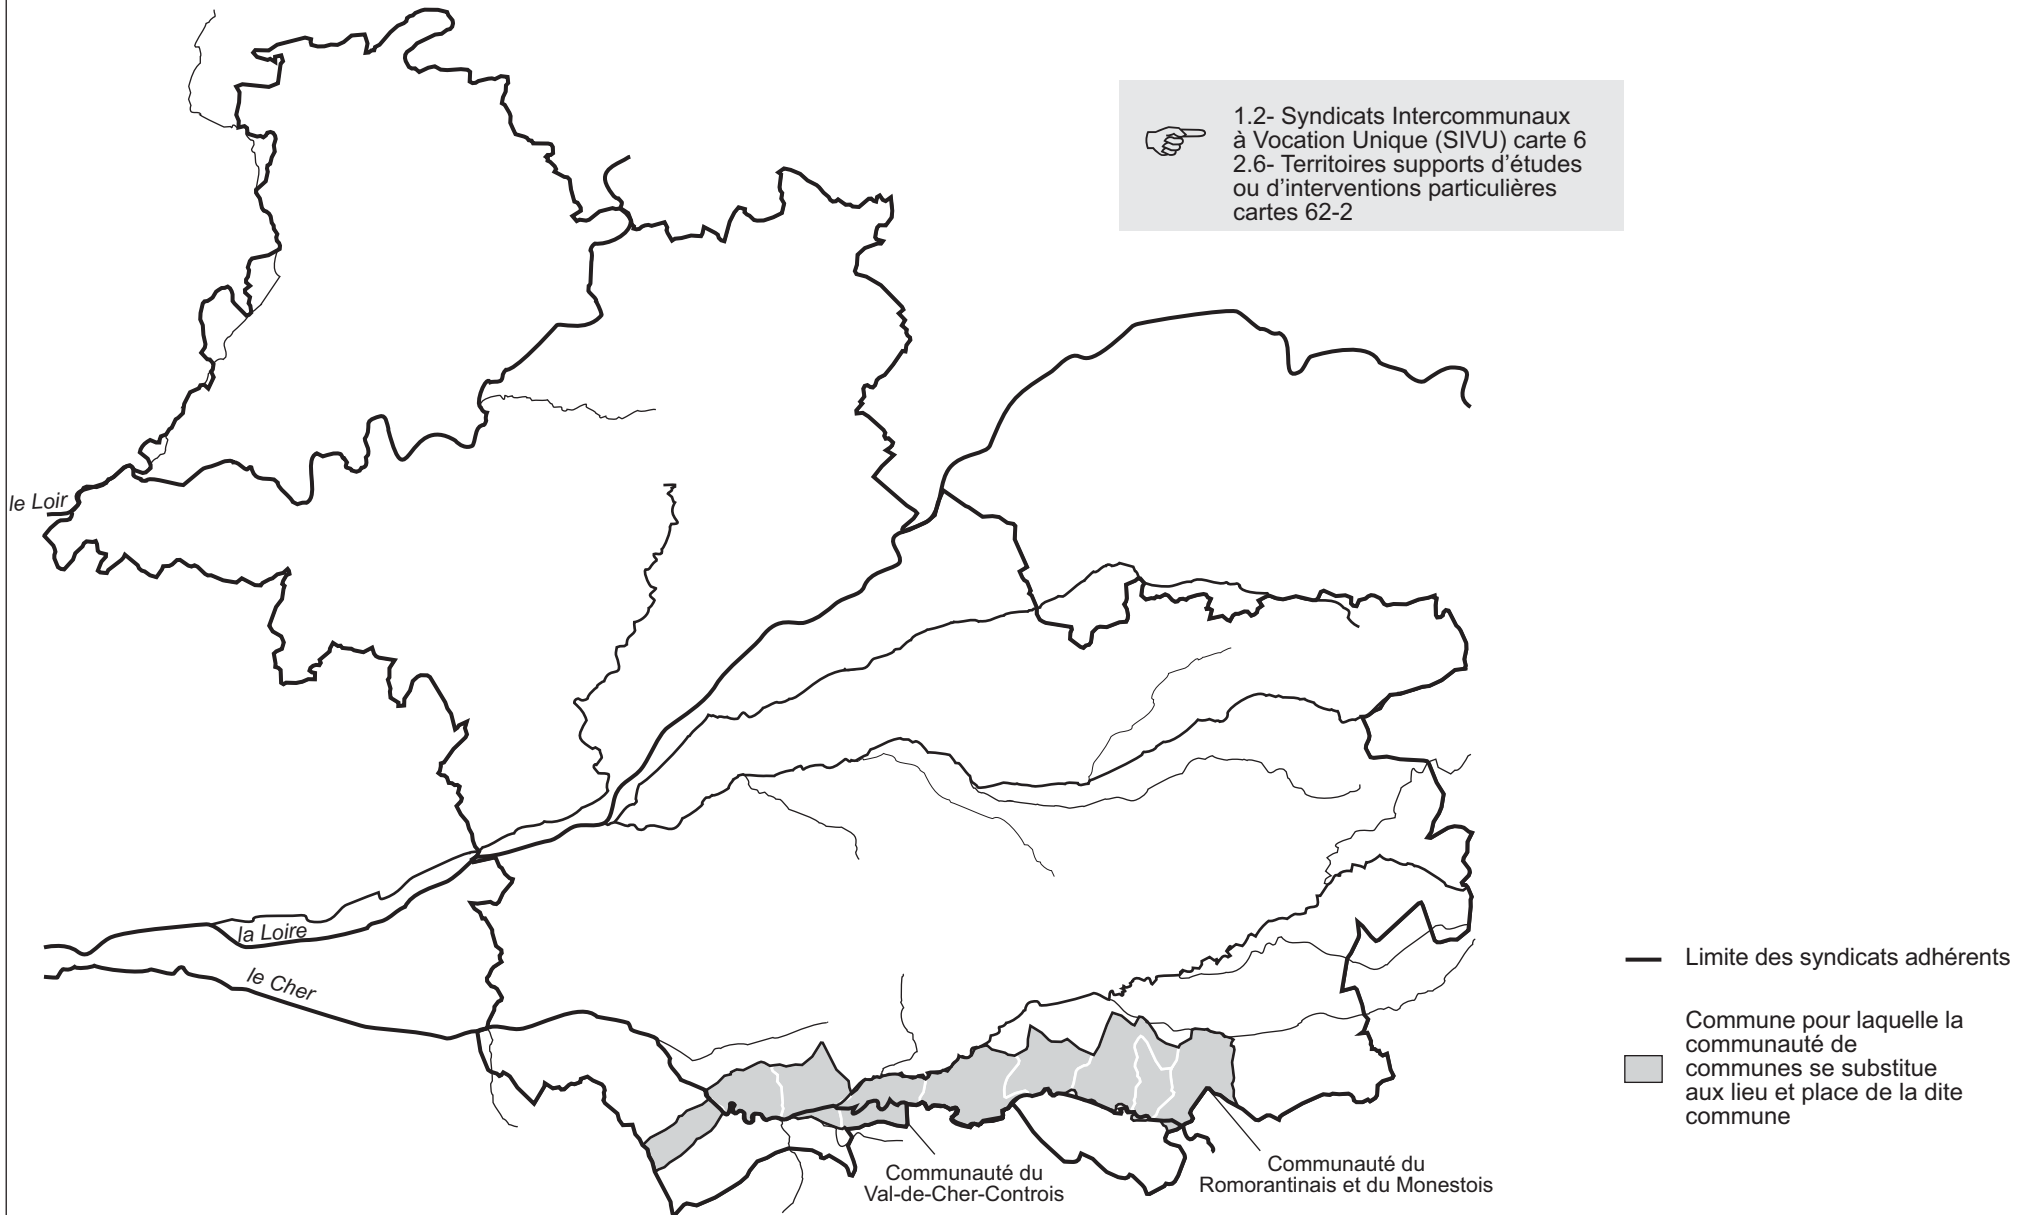 1.2- Syndicats Intercommunaux
à Vocation Unique (SIVU) carte 6
2.6- Territoires supports d’études
ou d’interventions particulières
cartes 62-2
le Loir
la Loire
le Cher
Limite des syndicats adhérents
Commune pour laquelle la
communauté de
communes se substitue
aux lieu et place de la dite
commune
Communauté du
Val-de-Cher-Controis
Communauté du
Romorantinais et du Monestois